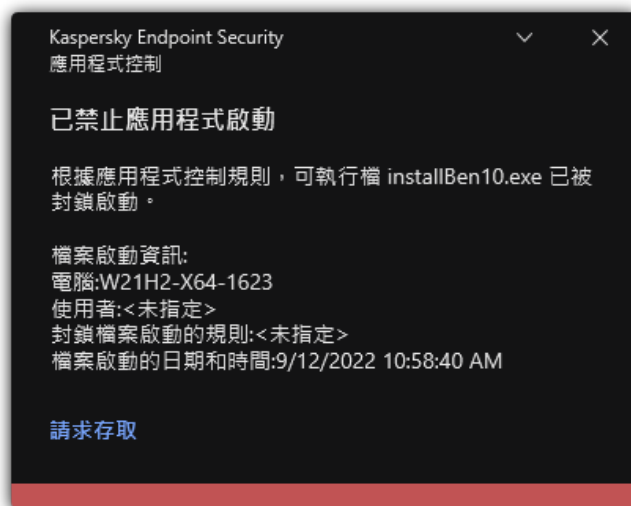 Kaspersky Endpoint Security
應用程式控制
已禁止應用程式啟動
根據應用程式控制規則，可執行檔 installBen10.exe 已被
封鎖啟動。
檔案啟動資訊:
電腦:W21H2-X64-1623
使用者:<未指定>
封鎖檔案啟動的規則:<未指定>
檔案啟動的日期和時間:9/12/2022 10:58:40 AM
請求存取